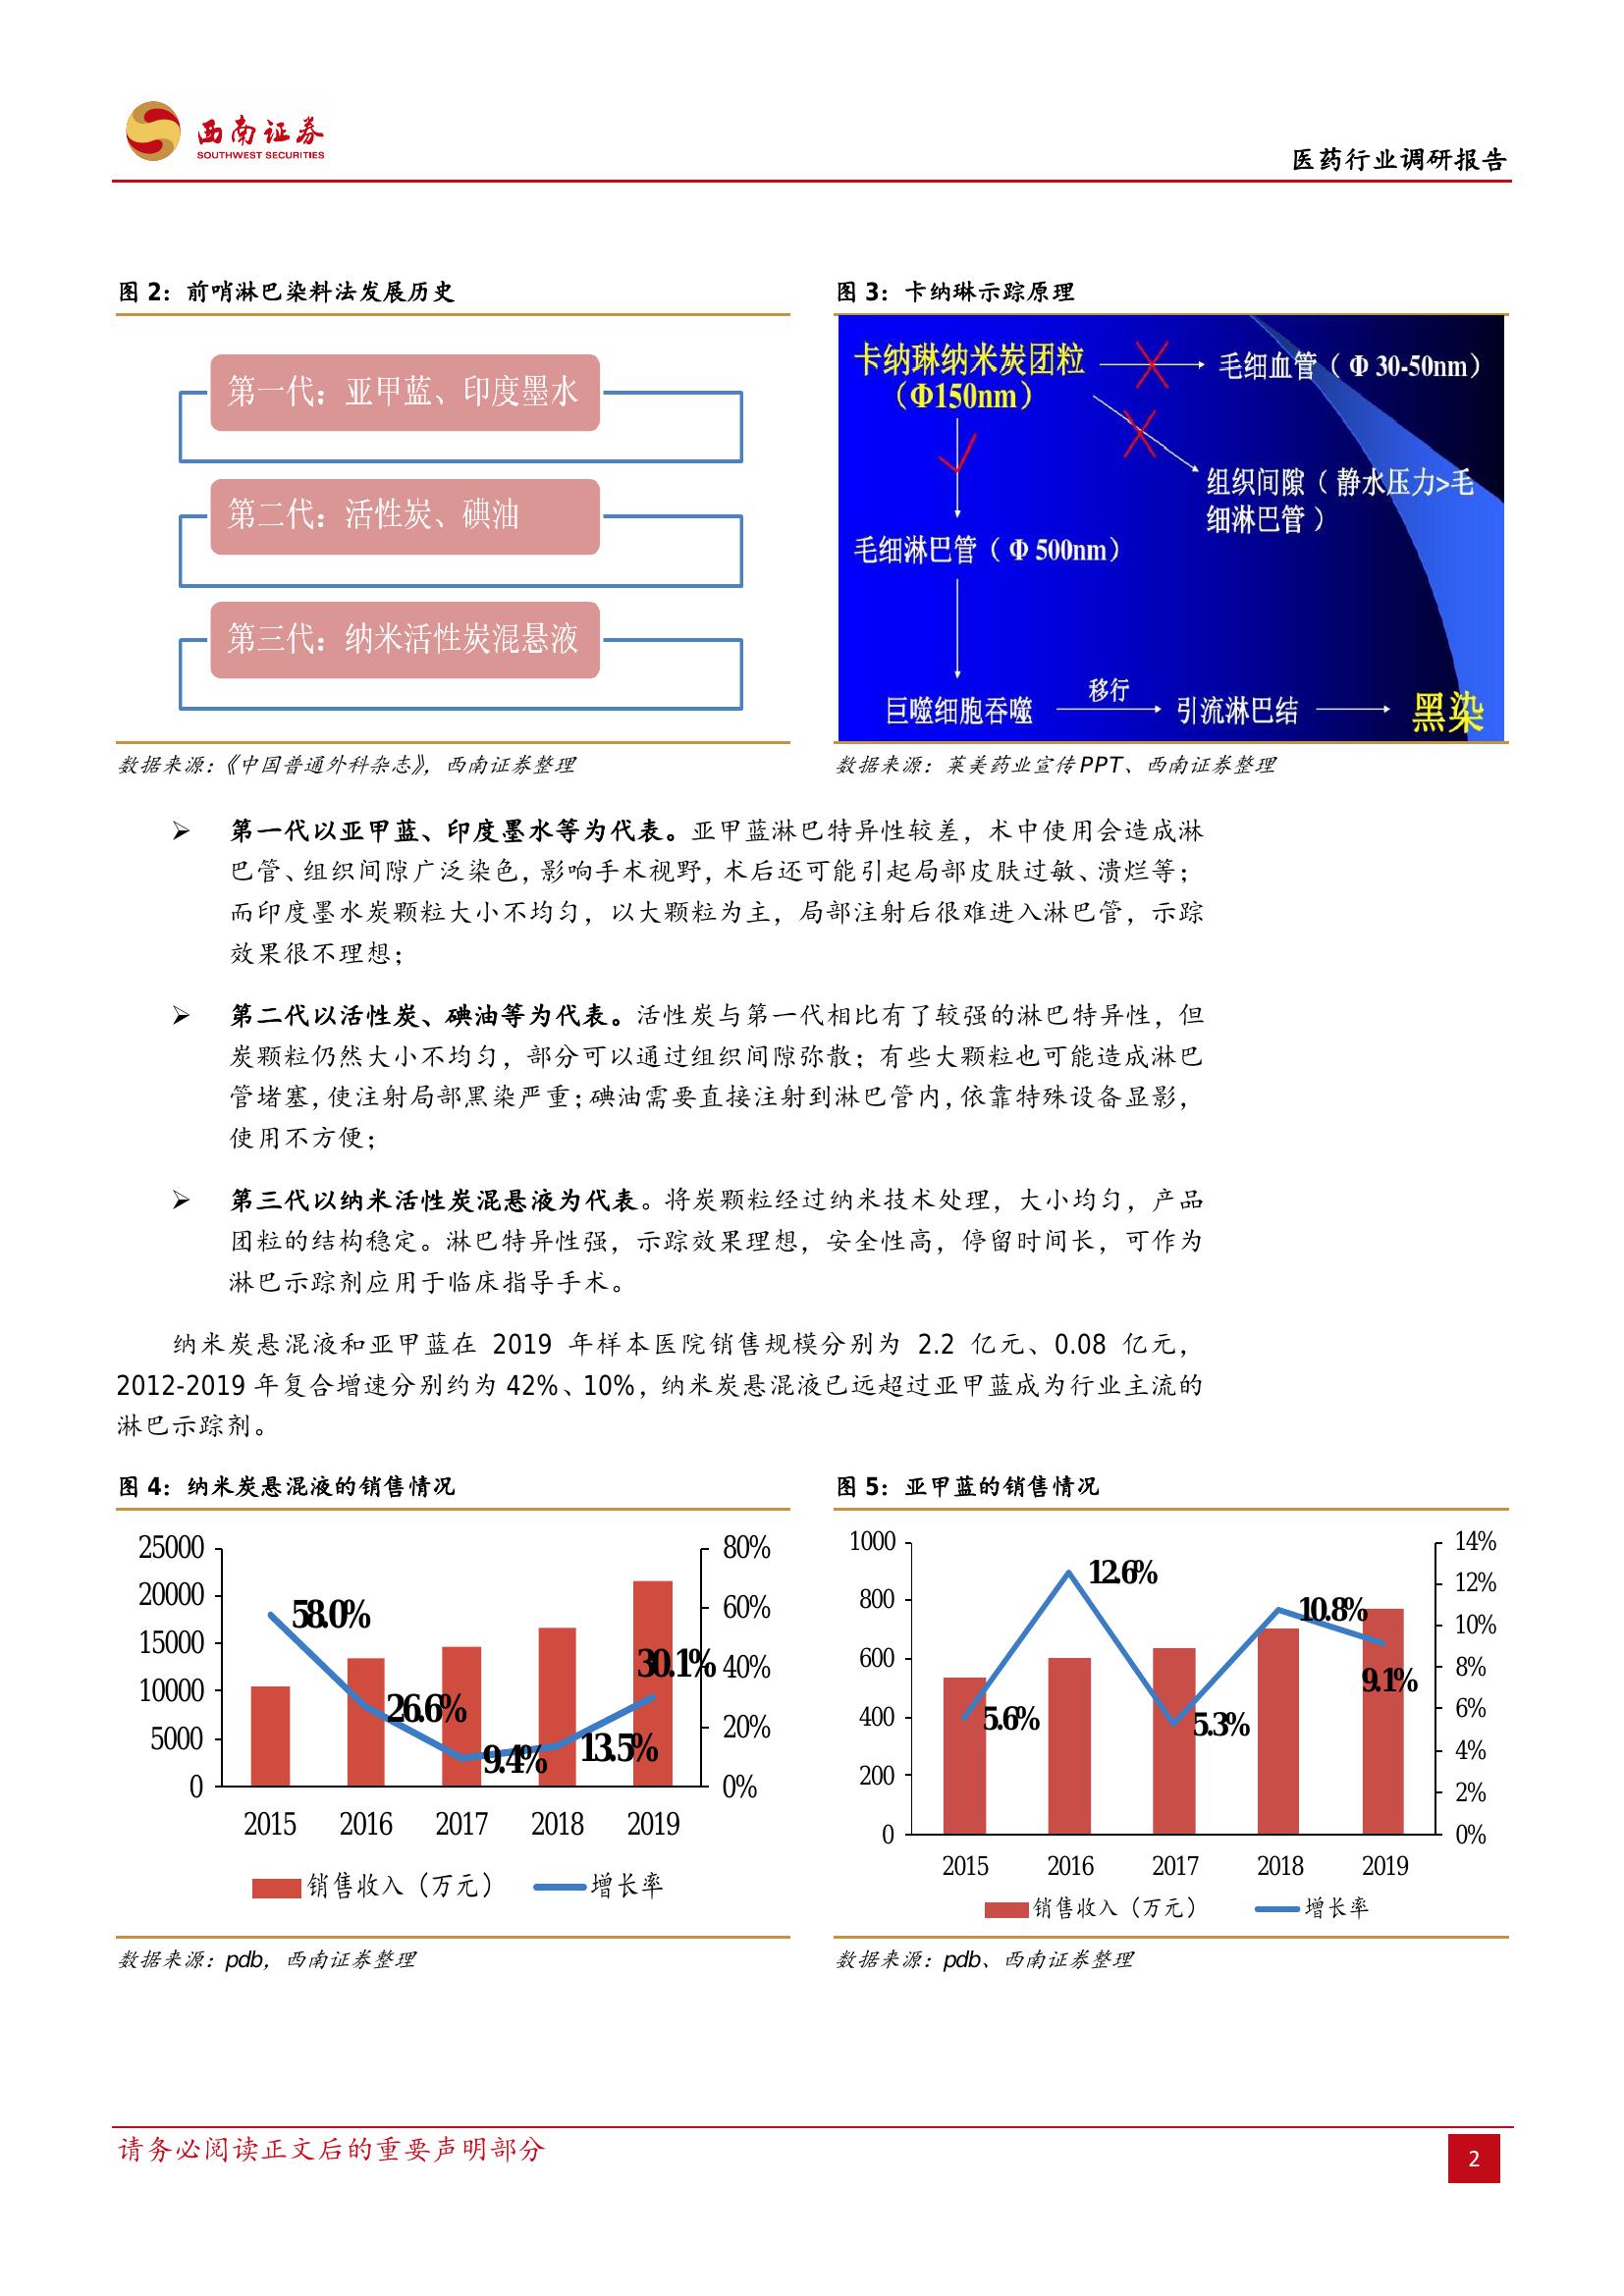 西南证券
SOUTHWEST SECURITIES
医药行业调研报告
图 2：前哨淋巴染料法发展历史
第一代：亚甲蓝、印度墨水
第二代：活性炭、碘油
第三代：纳米活性炭混悬液
数据来源：《中国普通外科杂志》，西南证券整理
图 3：卡纳琳示踪原理
卡纳琳纳米炭团粒
（Φ150nm）
毛细血管（ Φ 30-50nm）
组织间隙（ 静水压力>毛
细淋巴管 ）
毛细淋巴管（ Φ 500nm）
巨噬细胞吞噬
移行
引流淋巴结
黑染
数据来源：莱美药业宣传 PPT、西南证券整理
➢ 第一代以亚甲蓝、印度墨水等为代表。亚甲蓝淋巴特异性较差，术中使用会造成淋
巴管、组织间隙广泛染色，影响手术视野，术后还可能引起局部皮肤过敏、溃烂等；
而印度墨水炭颗粒大小不均匀，以大颗粒为主，局部注射后很难进入淋巴管，示踪
效果很不理想；
➢ 第二代以活性炭、碘油等为代表。活性炭与第一代相比有了较强的淋巴特异性，但
炭颗粒仍然大小不均匀，部分可以通过组织间隙弥散；有些大颗粒也可能造成淋巴
管堵塞，使注射局部黑染严重；碘油需要直接注射到淋巴管内，依靠特殊设备显影，
使用不方便；
➢ 第三代以纳米活性炭混悬液为代表。将炭颗粒经过纳米技术处理，大小均匀，产品
团粒的结构稳定。淋巴特异性强，示踪效果理想，安全性高，停留时间长，可作为
淋巴示踪剂应用于临床指导手术。
纳米炭悬混液和亚甲蓝在 2019 年样本医院销售规模分别为 2.2 亿元、0.08 亿元，
2012-2019 年复合增速分别约为 42%、10%，纳米炭悬混液已远超过亚甲蓝成为行业主流的
淋巴示踪剂。
图 4：纳米炭悬混液的销售情况
25000
20000
15000
10000
5000
0
80%
60%
40%
20%
0%
58.0%
26.6%
9.4%
13.5%
30.1%
2015 2016 2017 2018 2019
销售收入（万元） 增长率
数据来源：pdb，西南证券整理
图 5：亚甲蓝的销售情况
1000
800
600
400
200
0
14%
12%
10%
8%
6%
4%
2%
0%
5.6%
12.6%
5.3%
10.8%
9.1%
2015 2016 2017 2018 2019
销售收入（万元） 增长率
数据来源：pdb、西南证券整理
请务必阅读正文后的重要声明部分
2